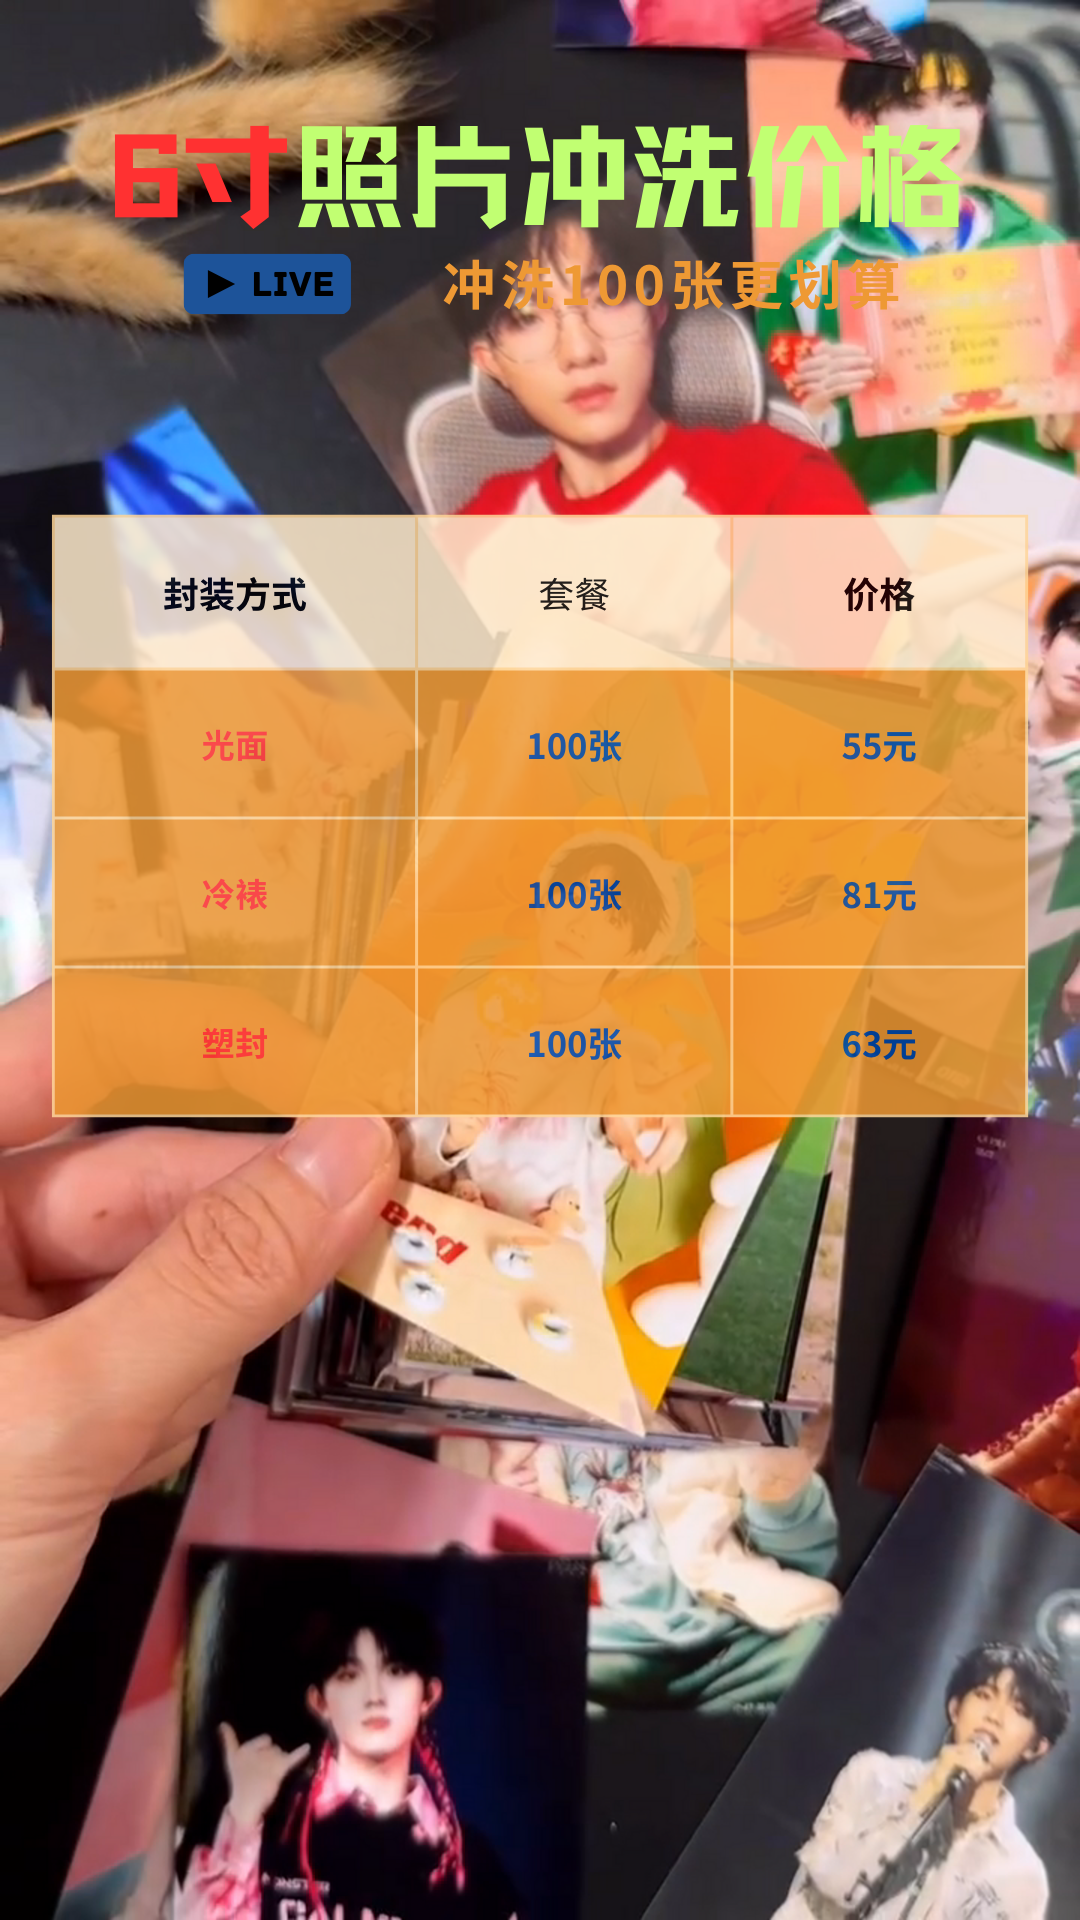 6寸照片冲洗价格
LIVE
冲洗100张更划算
封装方式 套餐 价格
光面 100张 55元
冷裱 100张 81元
塑封 100张 63元